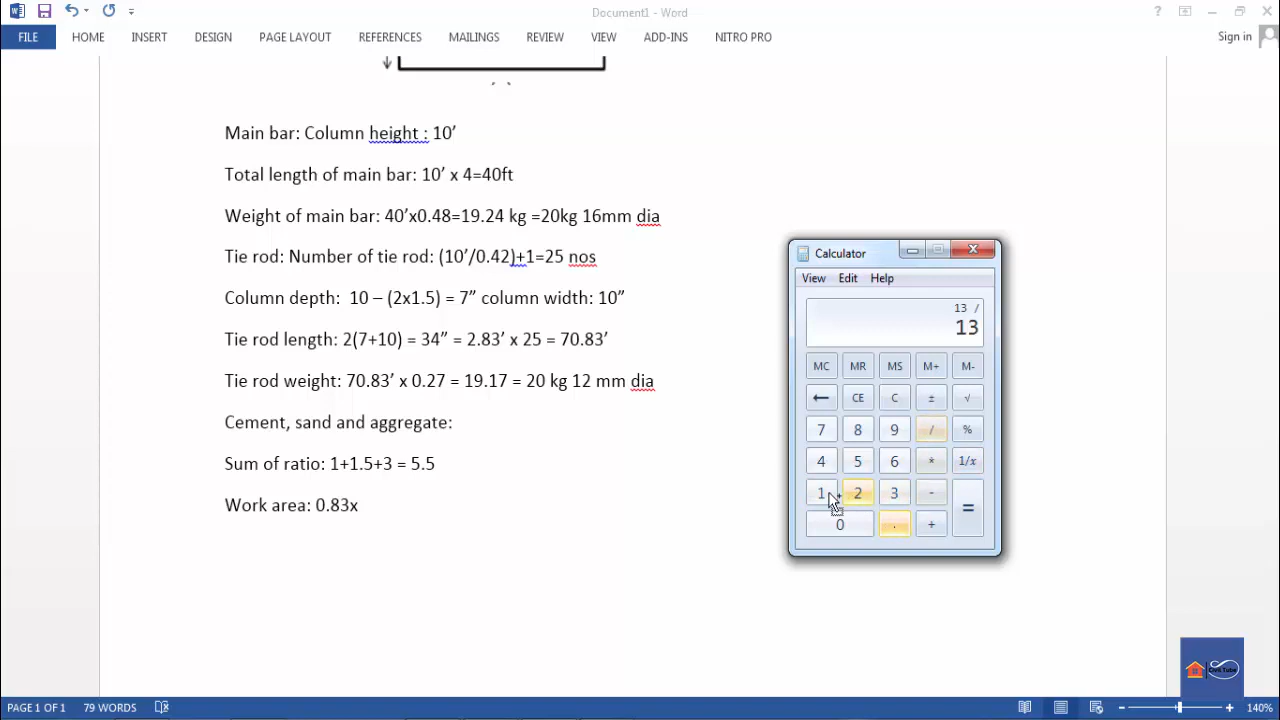 Document1 - Word
?
FILE HOME INSERT DESIGN PAGE LAYOUT REFERENCES MAILINGS REVIEW VIEW ADD-INS NITRO PRO Sign in
Main bar: Column height : 10’
Total length of main bar: 10’ x 4=40ft
Weight of main bar: 40’x0.48=19.24 kg =20kg 16mm dia
Tie rod: Number of tie rod: (10’/0.42)+1=25 nos
Column depth:  10 – (2x1.5) = 7” column width: 10”
Tie rod length: 2(7+10) = 34” = 2.83’ x 25 = 70.83’
Tie rod weight: 70.83’ x 0.27 = 19.17 = 20 kg 12 mm dia
Cement, sand and aggregate:
Sum of ratio: 1+1.5+3 = 5.5
Work area: 0.83x
Calculator
View Edit Help
13 /
13
MC MR MS M+ M-
← CE C ± √
7 8 9 / %
4 5 6 * 1/x
1 2 3 - =
0 . +
PAGE 1 OF 1 79 WORDS 140%